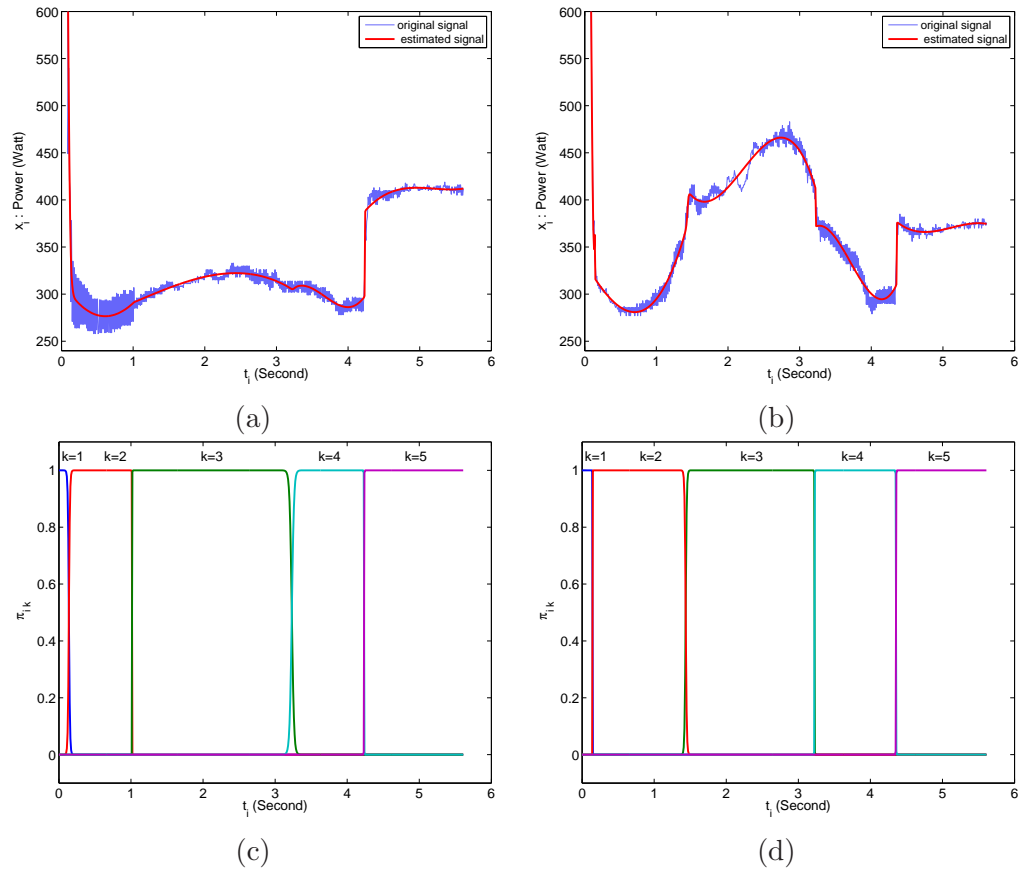 600
550
500
450
400
350
300
250
x_i : Power (Watt)
original signal
estimated signal
0 1 2 3 4 5 6
t_i (Second)
(a)
600
550
500
450
400
350
300
250
x_i : Power (Watt)
original signal
estimated signal
0 1 2 3 4 5 6
t_i (Second)
(b)
k=1 k=2 k=3 k=4 k=5
1
0.8
0.6
0.4
0.2
0
π_{i k}
0 1 2 3 4 5 6
t_i (Second)
(c)
k=1 k=2 k=3 k=4 k=5
1
0.8
0.6
0.4
0.2
0
π_{i k}
0 1 2 3 4 5 6
t_i (Second)
(d)